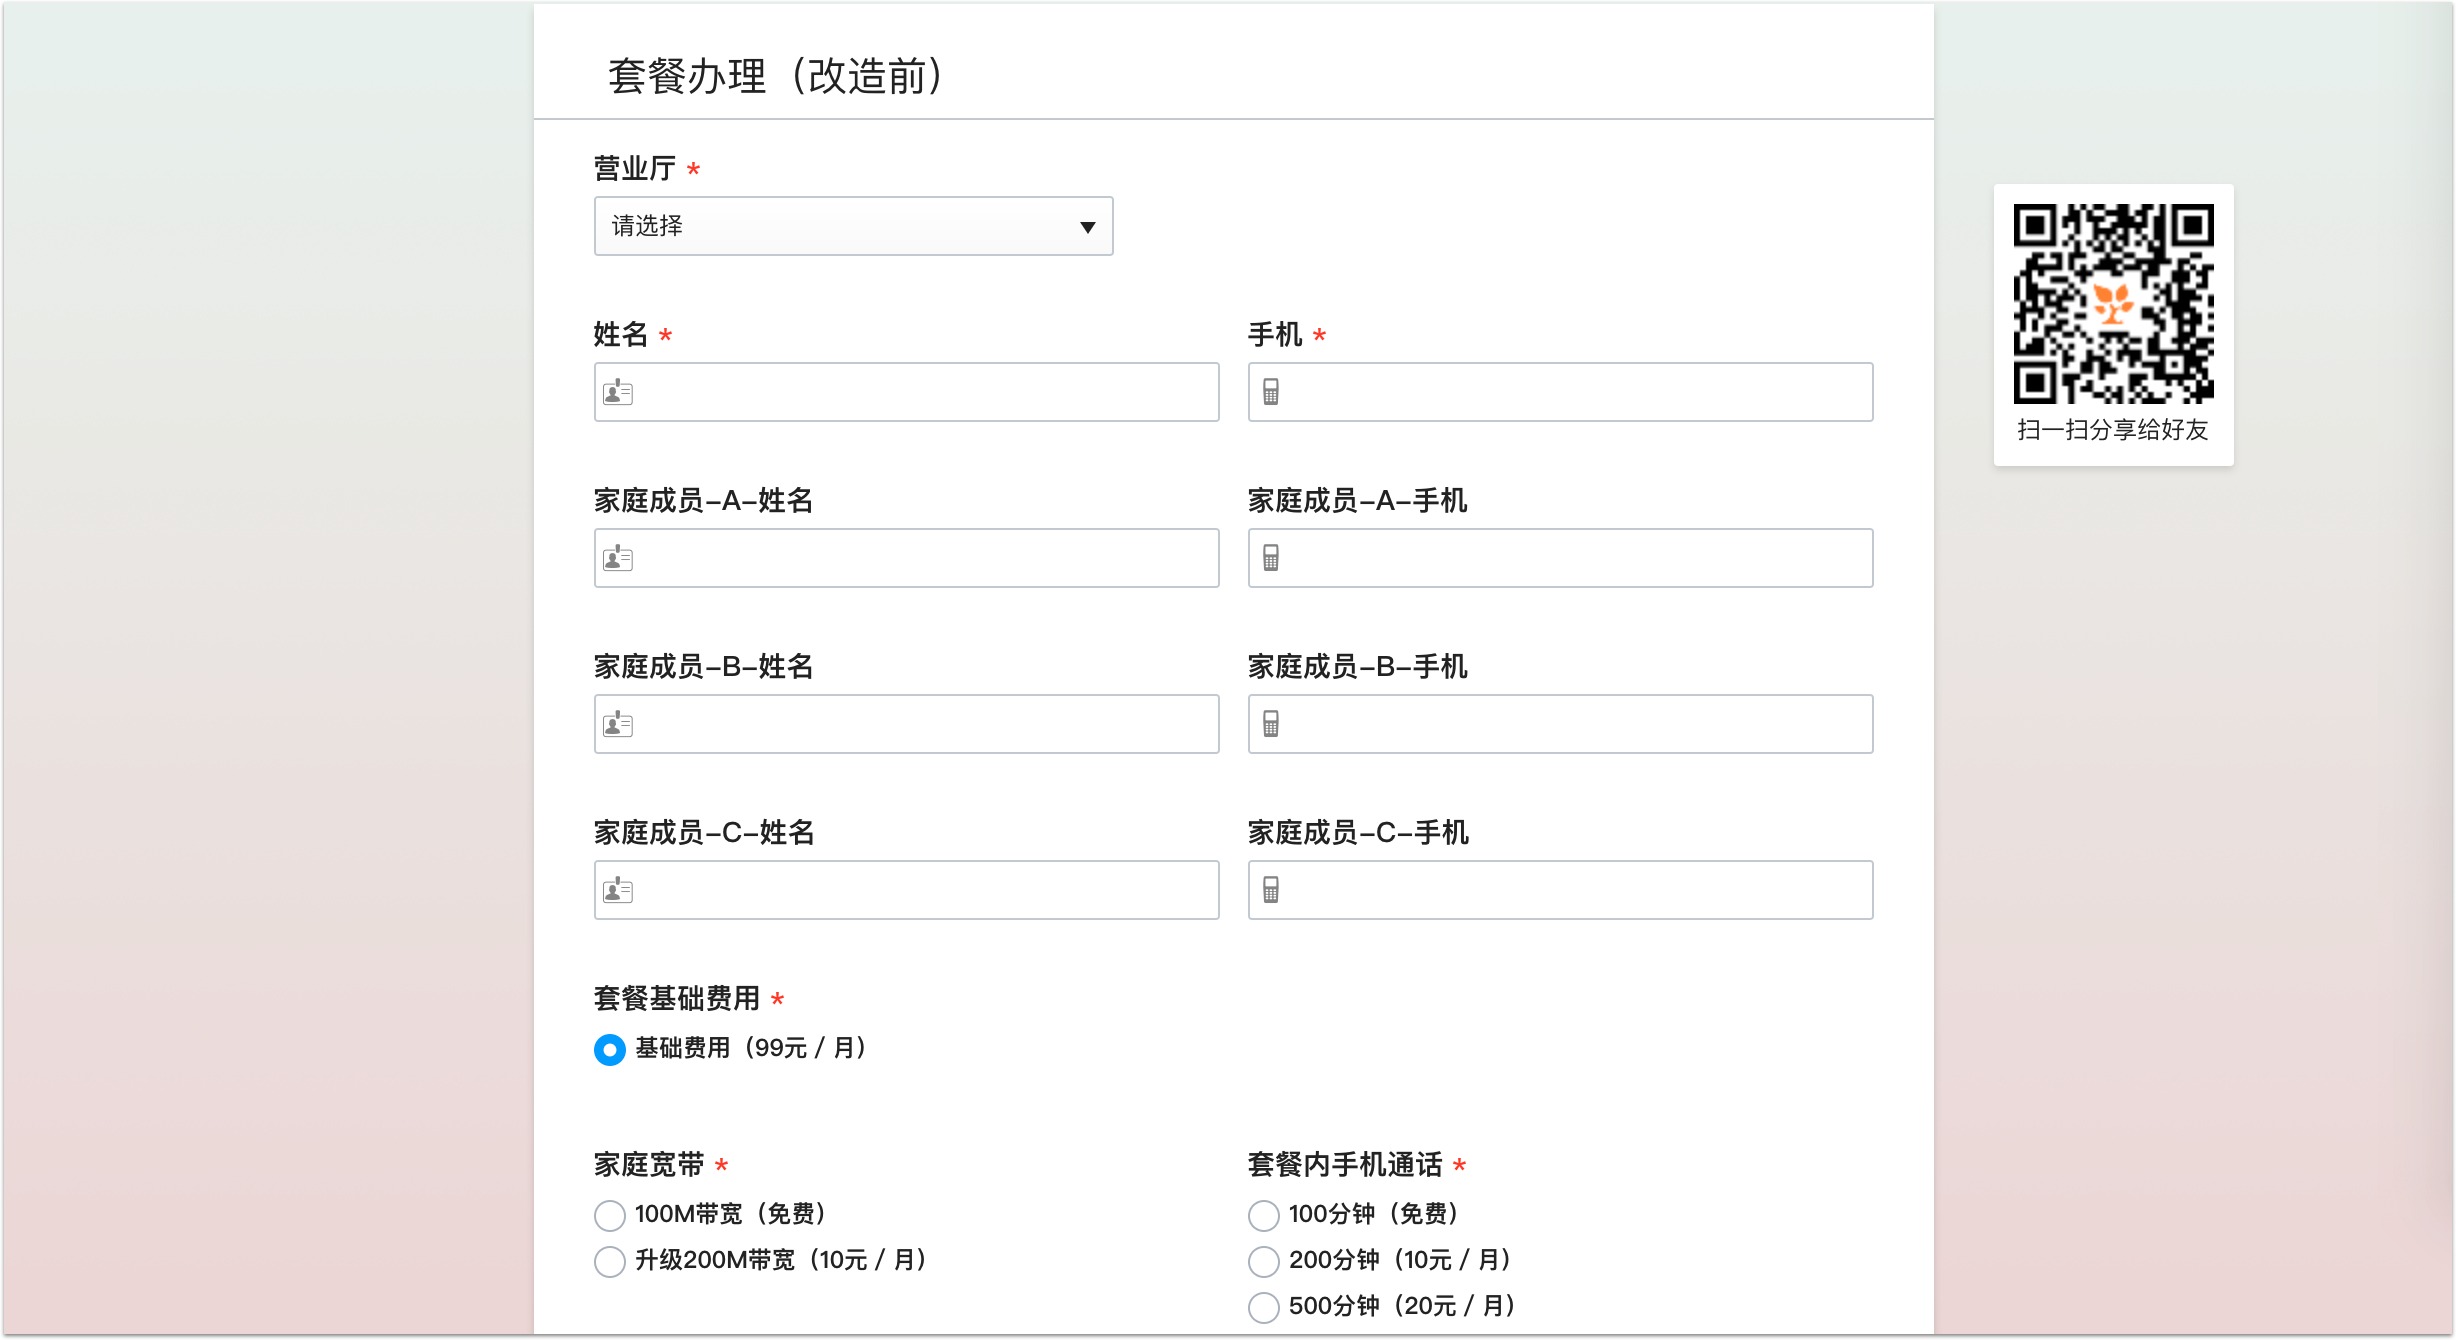 套餐办理（改造前）
营业厅 *
请选择
扫一扫分享给好友
姓名 *
手机 *
家庭成员-A-姓名
家庭成员-A-手机
家庭成员-B-姓名
家庭成员-B-手机
家庭成员-C-姓名
家庭成员-C-手机
套餐基础费用 *
基础费用（99元 / 月）
家庭宽带 *
100M带宽（免费）
升级200M带宽（10元 / 月）
套餐内手机通话 *
100分钟（免费）
200分钟（10元 / 月）
500分钟（20元 / 月）